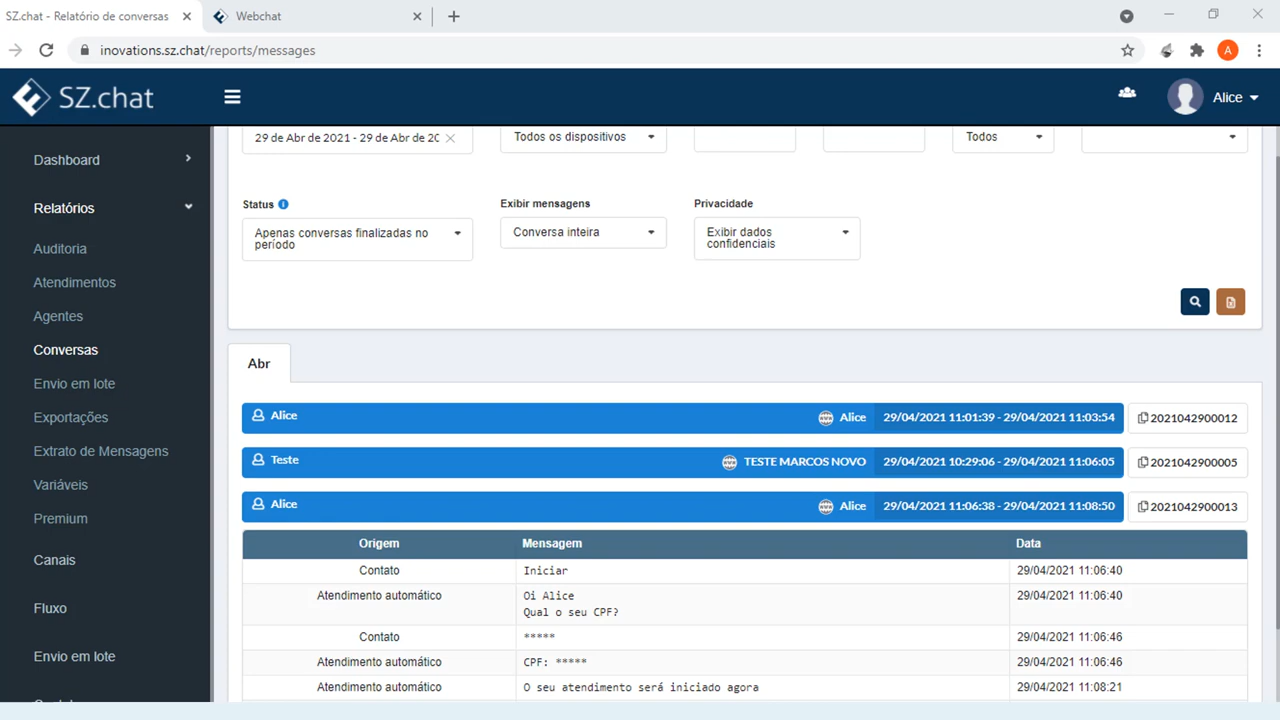 SZ.chat - Relatório de conversas
Webchat
inovations.sz.chat/reports/messages
A
SZ.chat
Alice
Dashboard
Relatórios
Auditoria
Atendimentos
Agentes
Conversas
Envio em lote
Exportações
Extrato de Mensagens
Variáveis
Premium
Canais
Fluxo
Envio em lote
29 de Abr de 2021 - 29 de Abr de 20
Todos os dispositivos
Todos
Status
Exibir mensagens
Privacidade
Apenas conversas finalizadas no
período
Conversa inteira
Exibir dados
confidenciais
Abr
Alice Alice 29/04/2021 11:01:39 - 29/04/2021 11:03:54 2021042900012
Teste TESTE MARCOS NOVO 29/04/2021 10:29:06 - 29/04/2021 11:06:05 2021042900005
Alice Alice 29/04/2021 11:06:38 - 29/04/2021 11:08:50 2021042900013
Origem Mensagem Data
Contato Iniciar 29/04/2021 11:06:40
Atendimento automático Oi Alice 29/04/2021 11:06:40
Qual o seu CPF?
Contato ***** 29/04/2021 11:06:46
Atendimento automático CPF: ***** 29/04/2021 11:06:46
Atendimento automático O seu atendimento será iniciado agora 29/04/2021 11:08:21